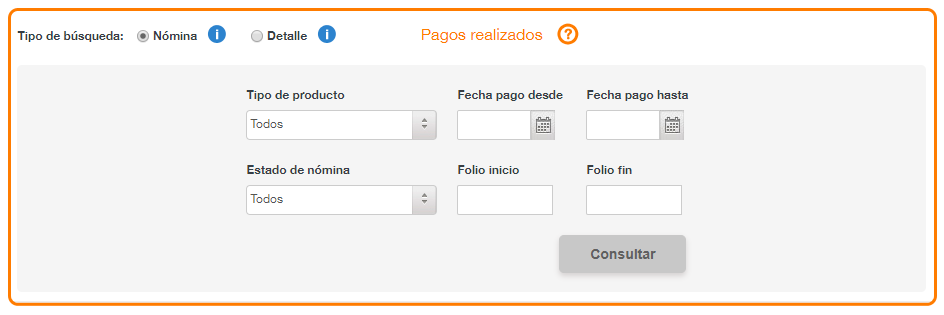 Tipo de búsqueda: Nómina i Detalle i Pagos realizados ?
Tipo de producto Fecha pago desde Fecha pago hasta
Todos
Estado de nómina Folio inicio Folio fin
Todos
Consultar